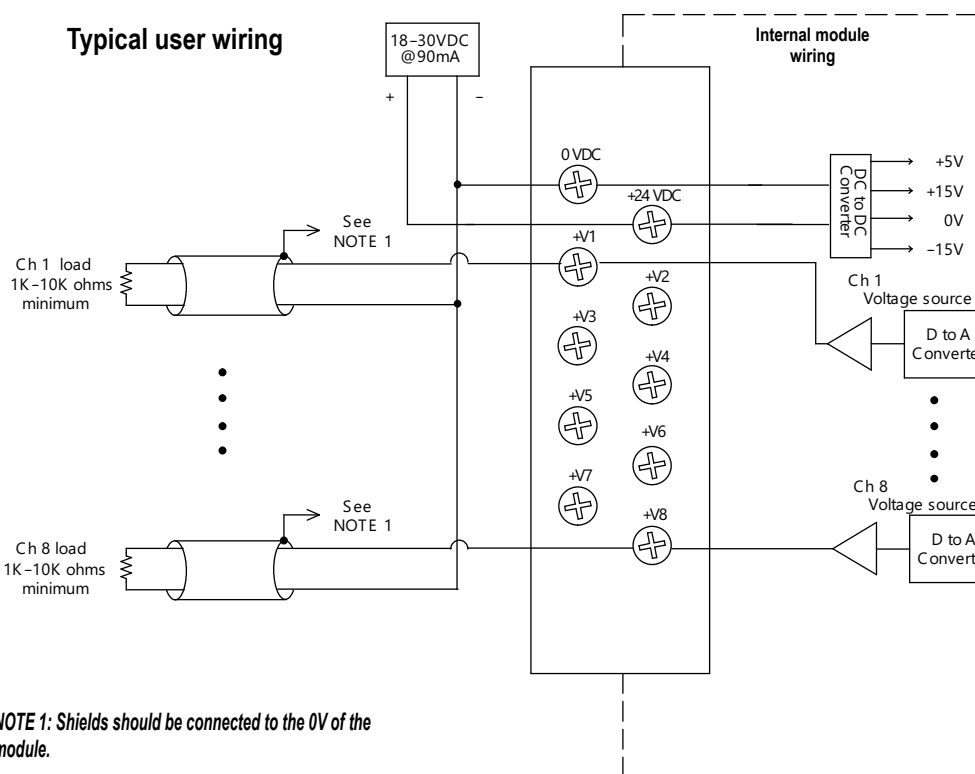 Typical user wiring
18–30VDC
@90mA
Internal module
wiring
+
–
0 VDC
+24 VDC
DC to DC
Converter
+5V
+15V
0V
–15V
See
NOTE 1
+V1
Ch 1 load
1K–10K ohms
minimum
+V2
Ch 1
Voltage source
+V3
D to A
Converte
+V4
+V5
+V6
+V7
Ch 8
Voltage source
See
NOTE 1
+V8
Ch 8 load
1K–10K ohms
minimum
D to A
Convert
NOTE 1: Shields should be connected to the 0V of the
module.